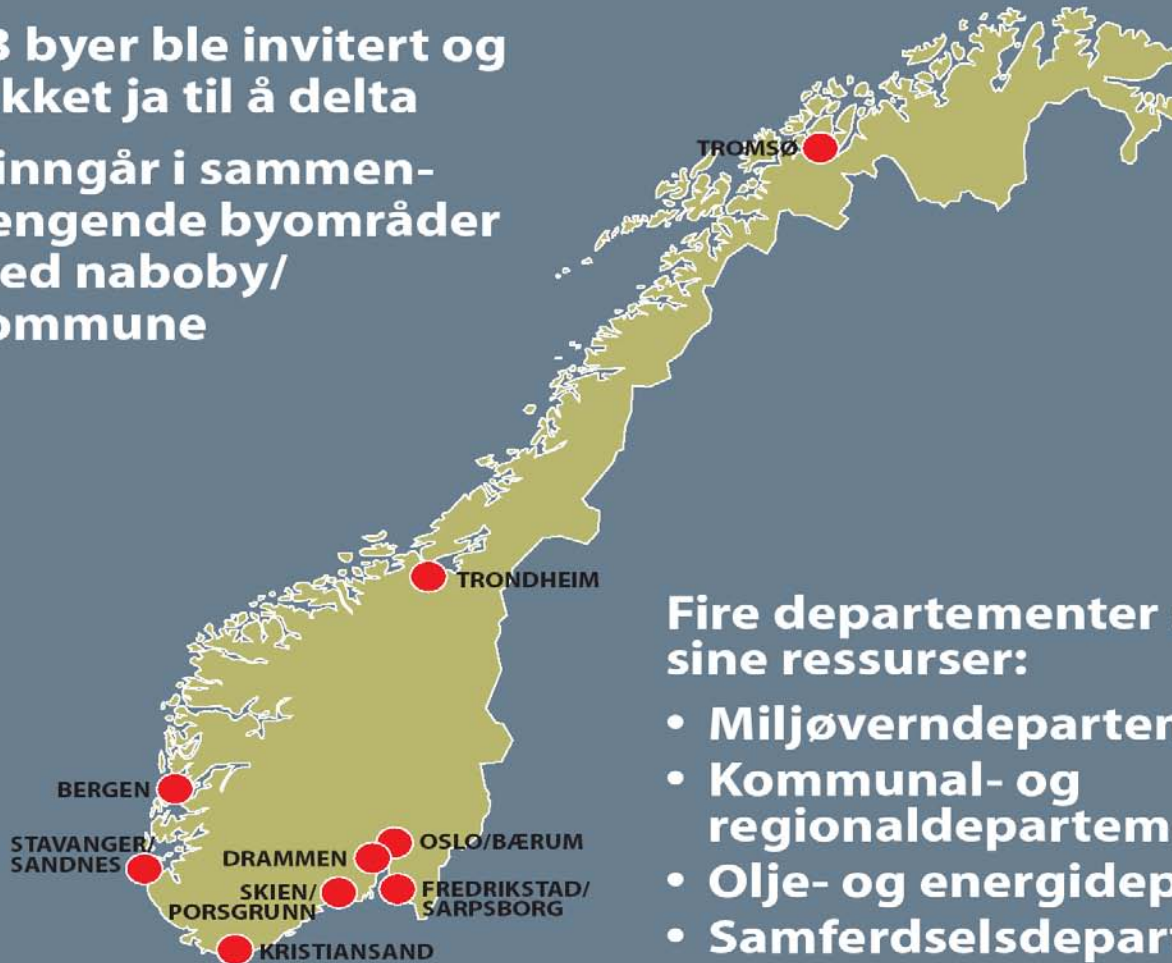 3 byer ble invitert og
kket ja til å delta
inngår i sammen-
engende byområder
ed naboby/
ommune
TROMSØ
TRONDHEIM
BERGEN
STAVANGER/
SANDNES
DRAMMEN
OSLO/BÆRUM
SKIEN/
PORSGRUNN
FREDRIKSTAD/
SARPSBORG
KRISTIANSAND
Fire departementer
sine ressurser:
• Miljøverndeparter
• Kommunal- og
regionaldepartem
• Olje- og energidep
• Samferdselsdepart